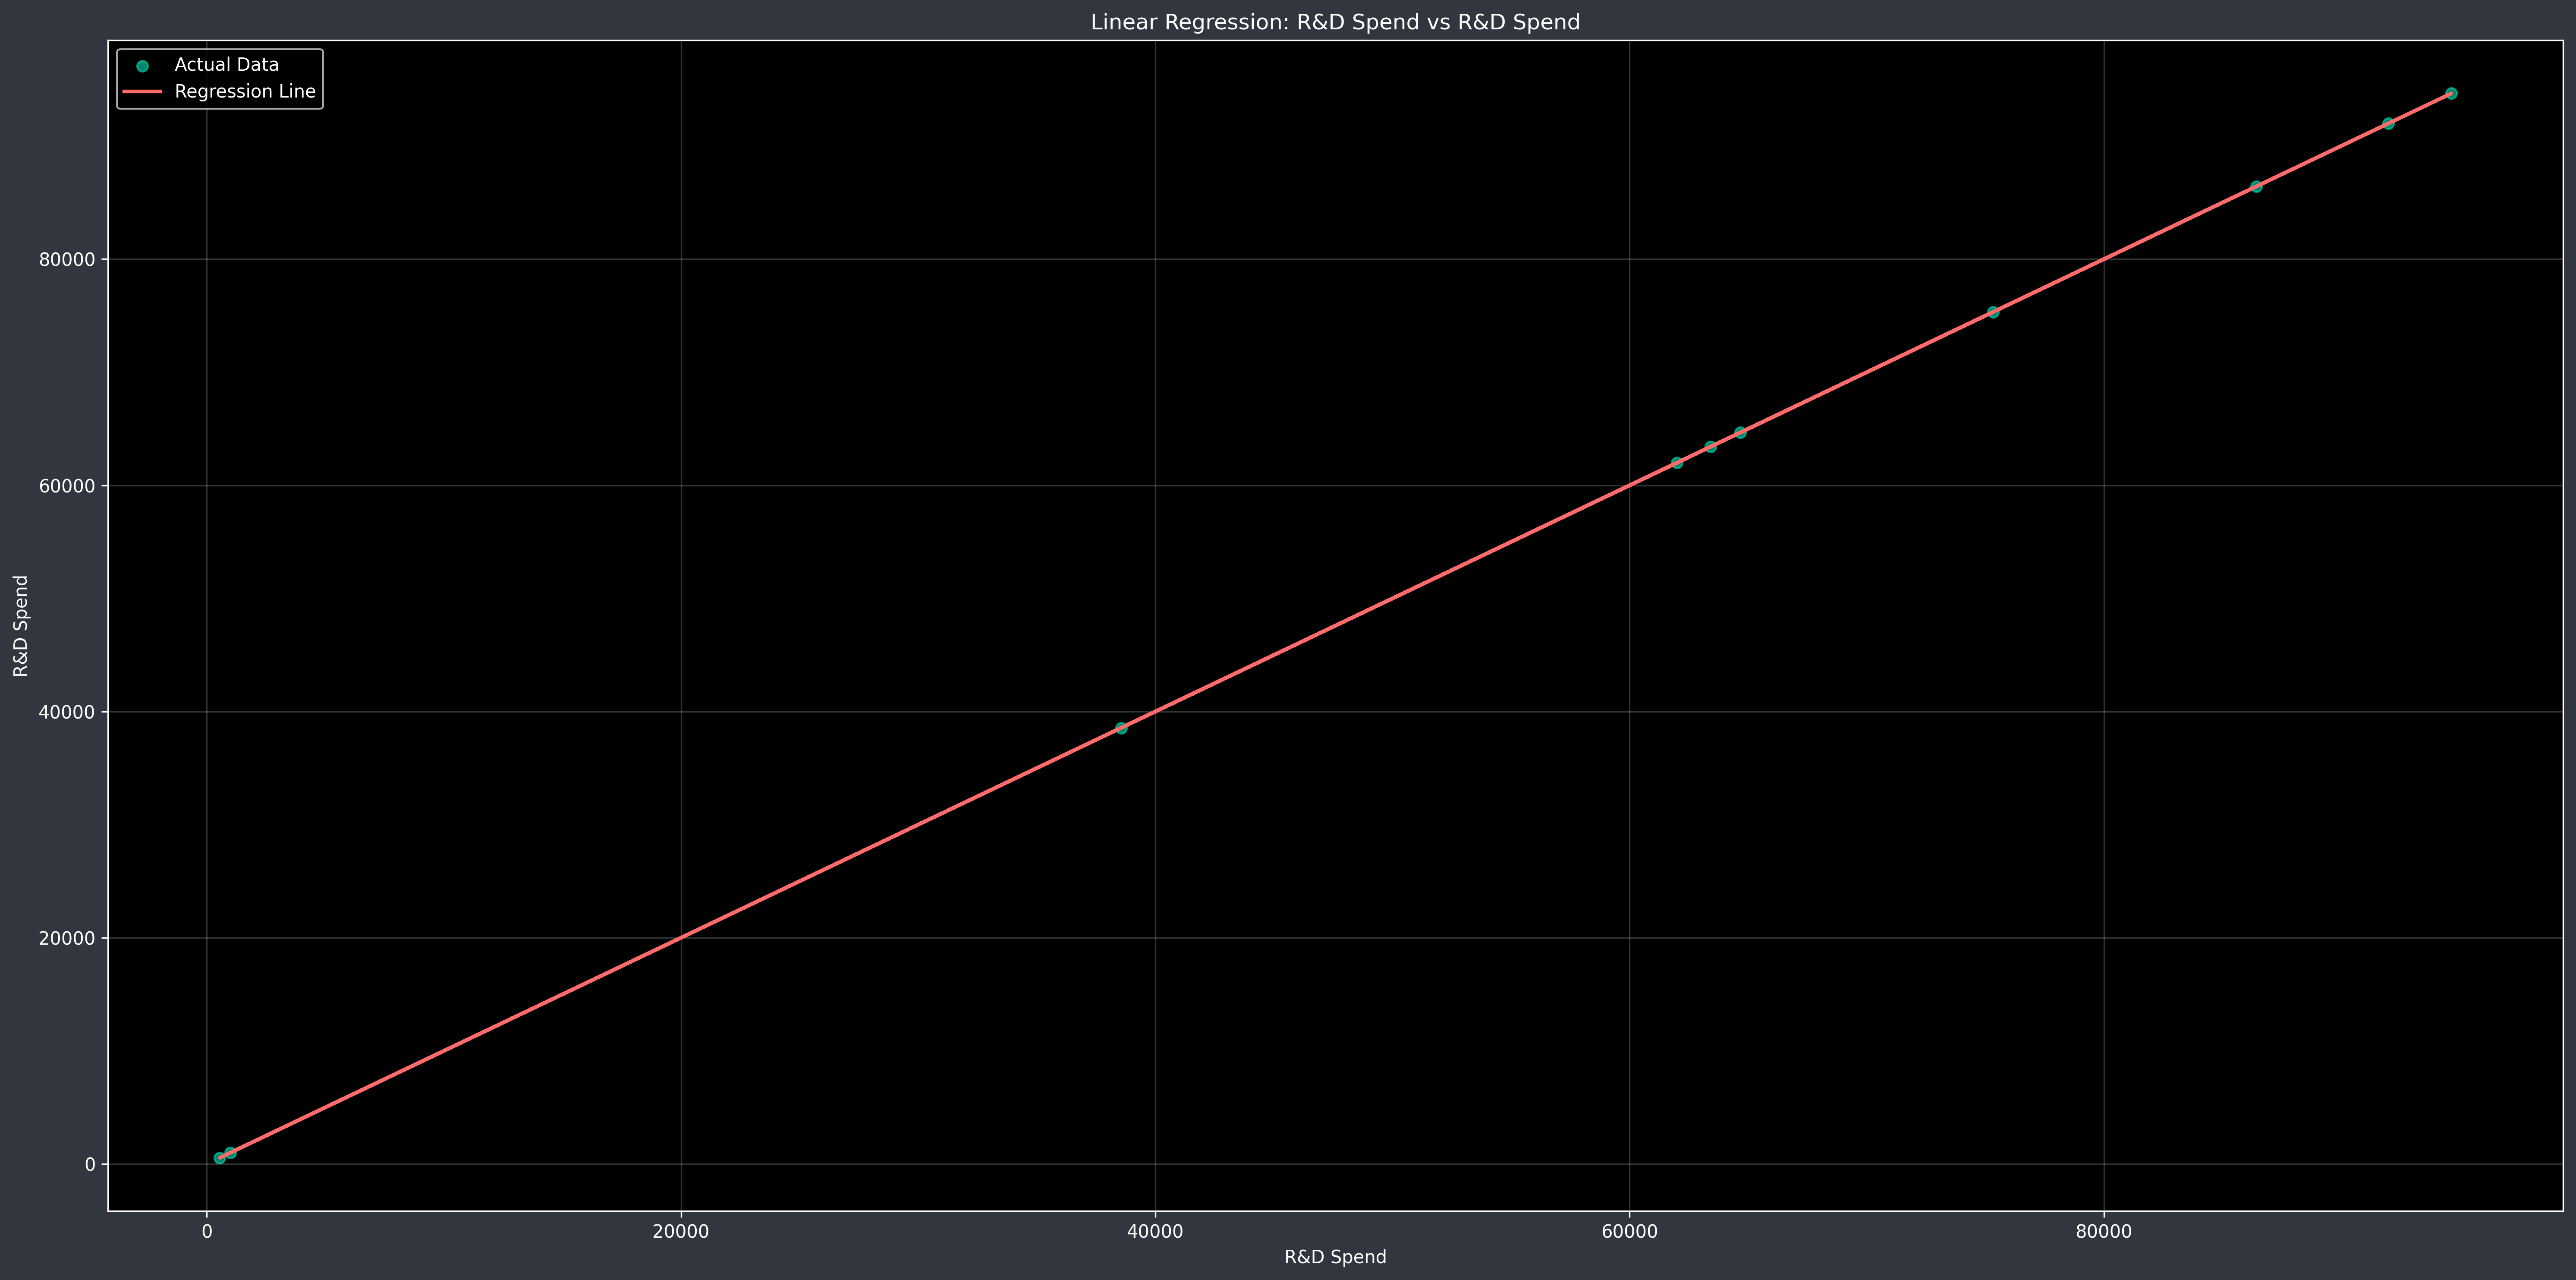 Linear Regression: R&D Spend vs R&D Spend
Actual Data
Regression Line
80000
60000
40000
20000
0
R&D Spend
0 20000 40000 60000 80000
R&D Spend